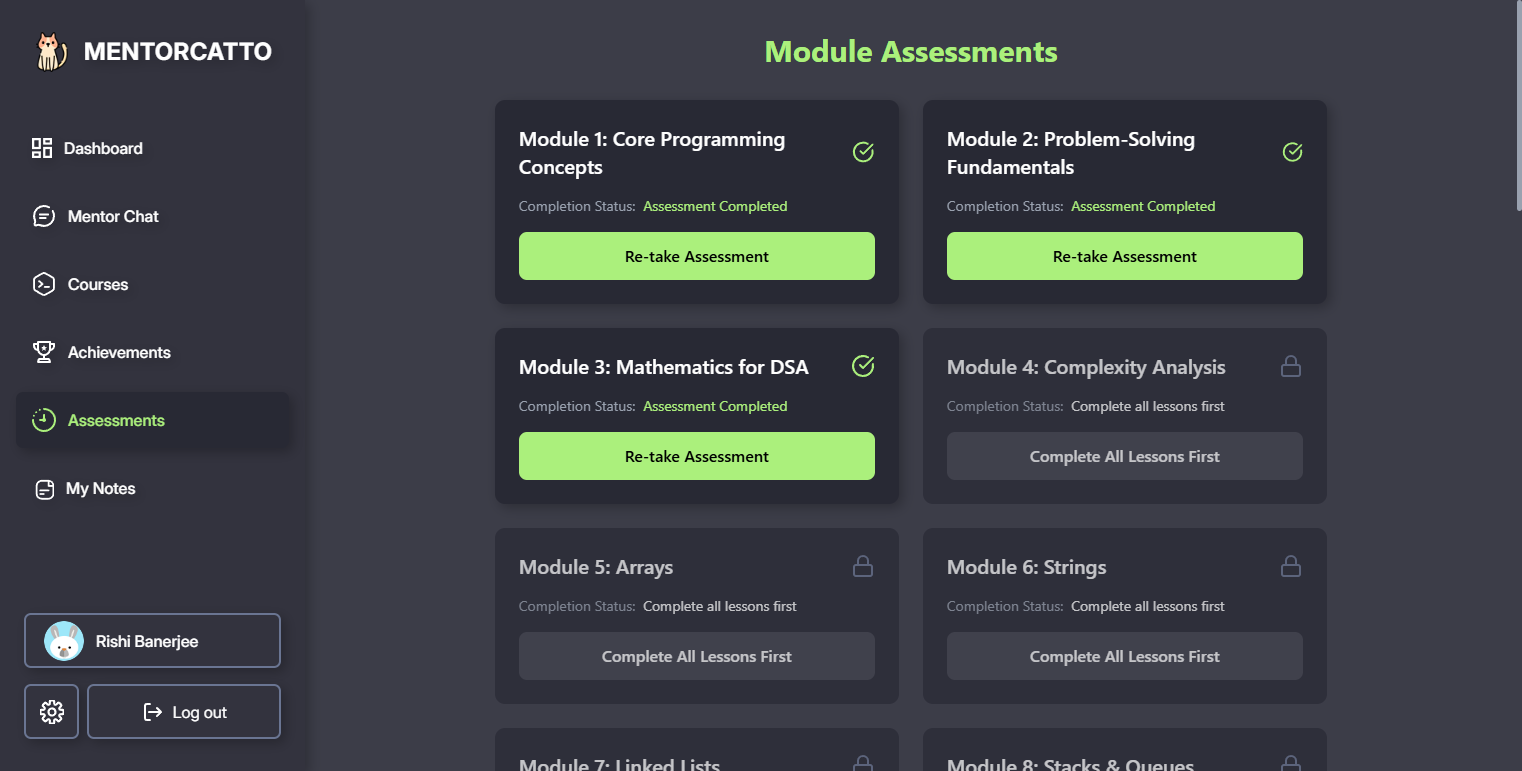 MENTORCATTO
Dashboard
Mentor Chat
Courses
Achievements
Assessments
My Notes
Rishi Banerjee
Log out
Module Assessments
Module 1: Core Programming
Concepts
Completion Status: Assessment Completed
Re-take Assessment
Module 2: Problem-Solving
Fundamentals
Completion Status: Assessment Completed
Re-take Assessment
Module 3: Mathematics for DSA
Completion Status: Assessment Completed
Re-take Assessment
Module 4: Complexity Analysis
Completion Status: Complete all lessons first
Complete All Lessons First
Module 5: Arrays
Completion Status: Complete all lessons first
Complete All Lessons First
Module 6: Strings
Completion Status: Complete all lessons first
Complete All Lessons First
Module 7: Linked Lists
Module 8: Stacks & Queues